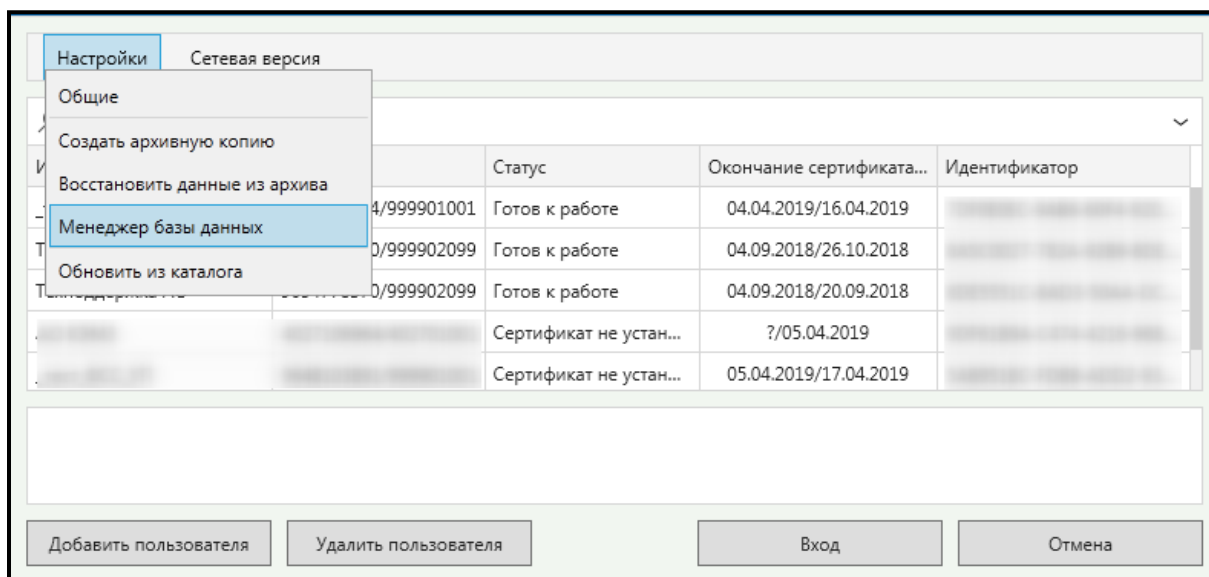 Настройки Сетевая версия
Общие
Создать архивную копию
Статус Окончание сертификата... Идентификатор
Восстановить данные из архива
4/999901001 Готов к работе 04.04.2019/16.04.2019
Менеджер базы данных
0/999902099 Готов к работе 04.09.2018/26.10.2018
Обновить из каталога
0/999902099 Готов к работе 04.09.2018/20.09.2018
Сертификат не устан... ?/05.04.2019
Сертификат не устан... 05.04.2019/17.04.2019
Добавить пользователя Удалить пользователя Вход Отмена